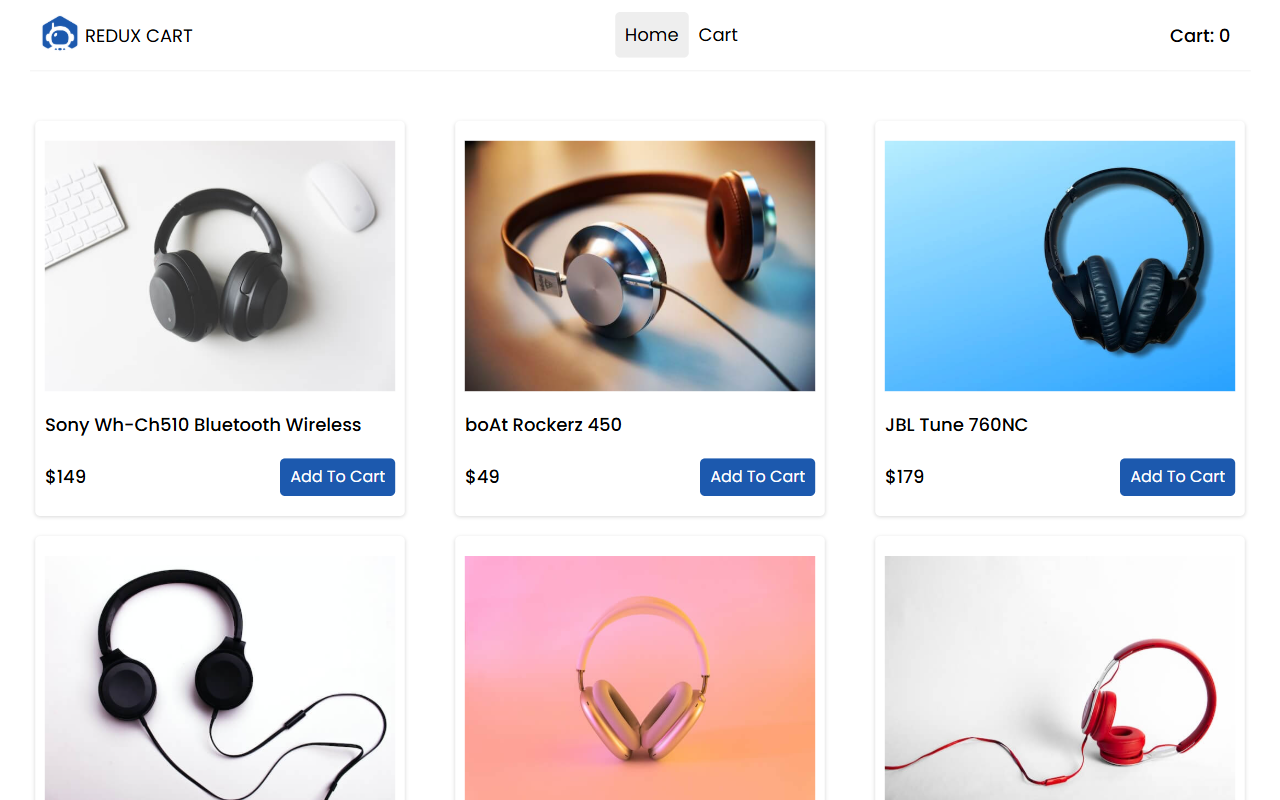 REDUX CART
Home
Cart
Cart: 0
Sony Wh-Ch510 Bluetooth Wireless
$149
Add To Cart
boAt Rockerz 450
$49
Add To Cart
JBL Tune 760NC
$179
Add To Cart